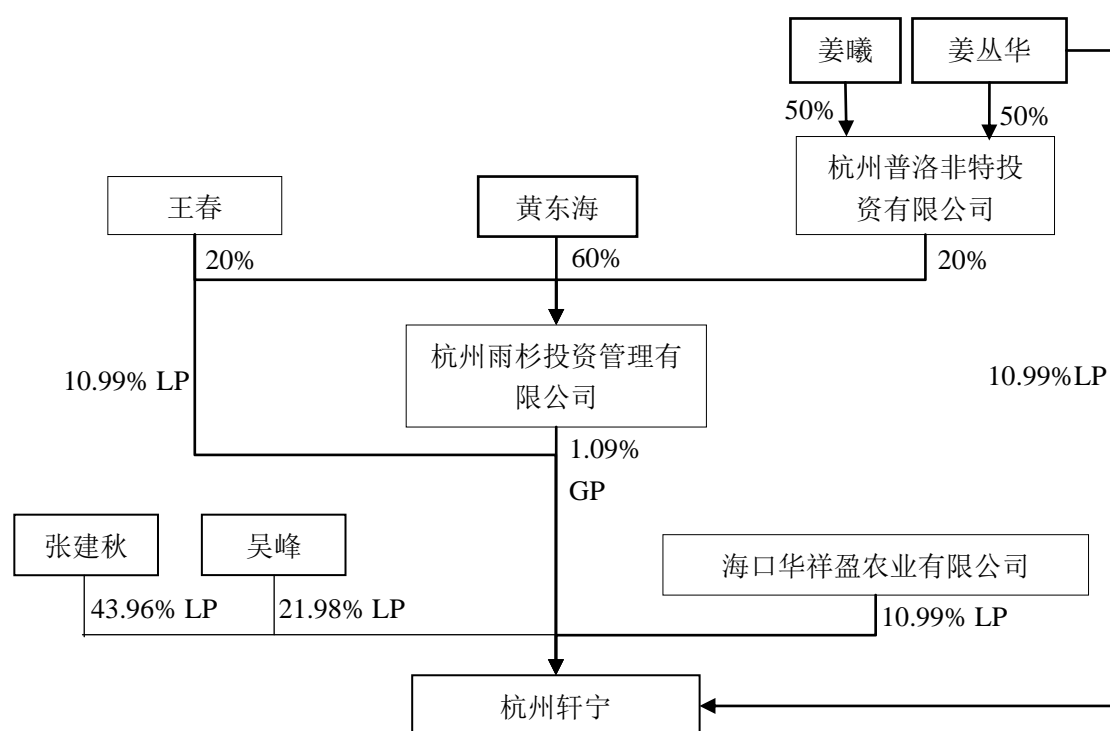 姜曦
姜丛华
50%
50%
杭州普洛非特投
资有限公司
王春
黄东海
20%
60%
20%
杭州雨杉投资管理有
限公司
10.99% LP
10.99%LP
1.09%
GP
张建秋
吴峰
海口华祥盈农业有限公司
43.96% LP
21.98% LP
10.99% LP
杭州轩宁